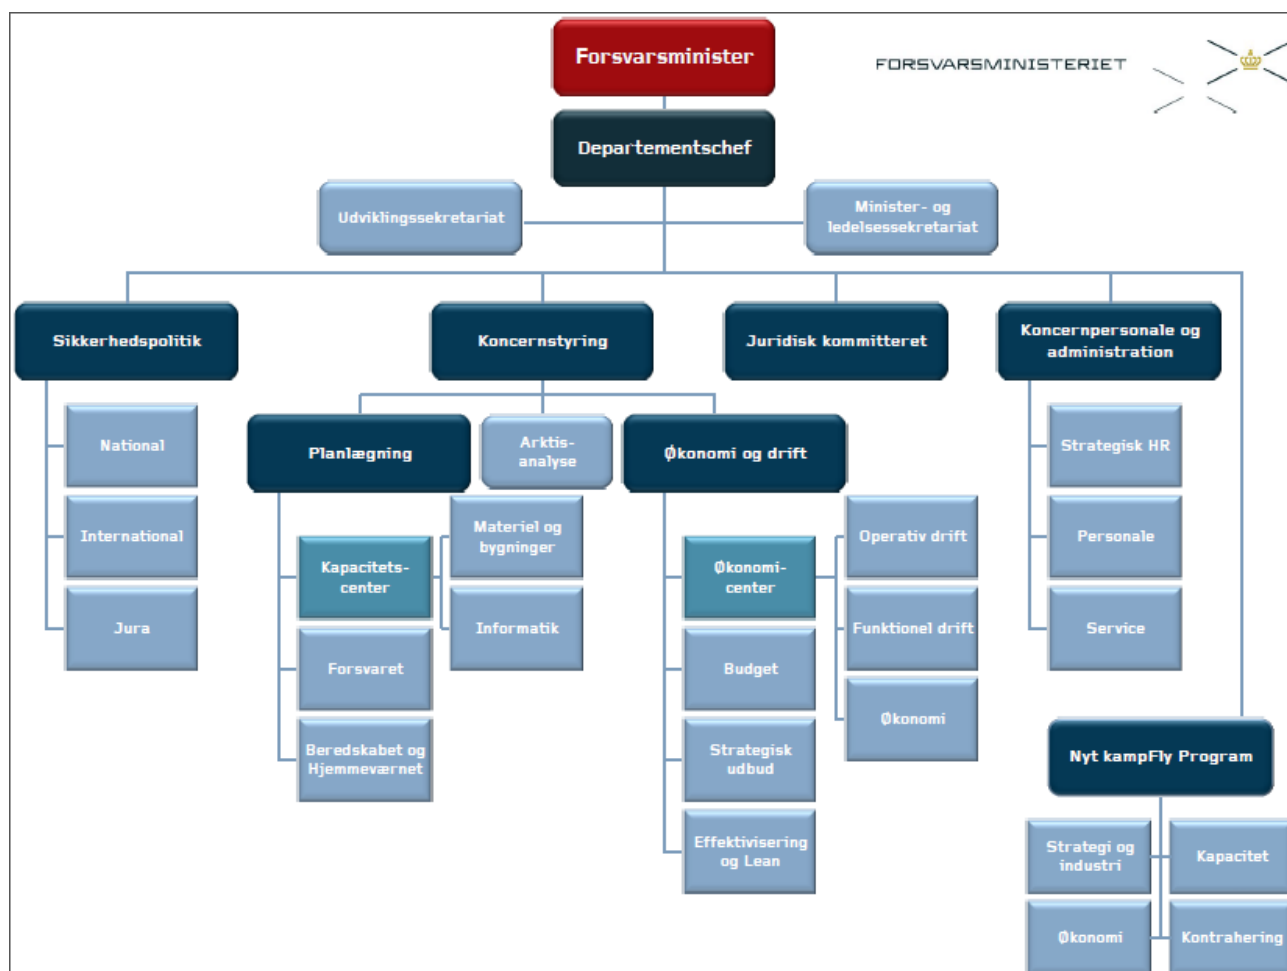 Forsvarsminister
FORSVARSMINISTERIET
Departementschef
Udviklingssekretariat
Minister- og
ledelsessekretariat
Sikkerhedspolitik
Koncernstyring
Juridisk kommitteret
Koncernpersonale og
administration
National
International
Jura
Planlægning
Arktis-
analyse
Økonomi og drift
Kapacitets-
center
Materiel og
bygninger
Informatik
Forsvaret
Beredskabet og
Hjemmeværnet
Økonomi-
center
Operativ drift
Funktionel drift
Økonomi
Budget
Strategisk
udbud
Effektivisering
og Lean
Strategisk HR
Personale
Service
Nyt kampFly Program
Strategi og
industri
Kapacitet
Økonomi
Kontrahering